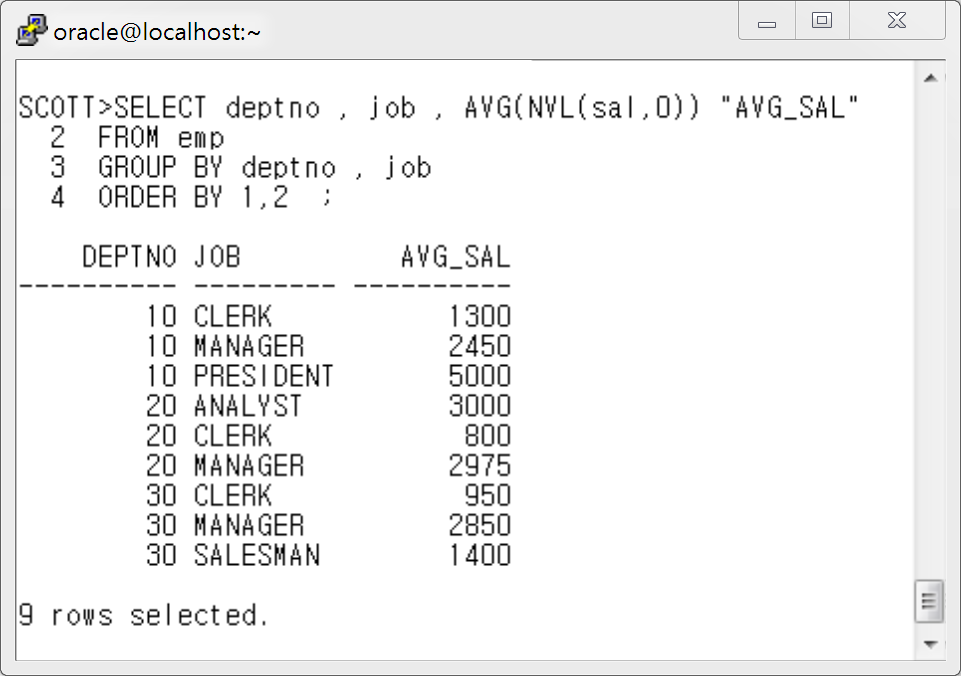 oracle@localhost:~
SCOTT>SELECT deptno , job , AVG(NVL(sal,0)) "AVG_SAL"
  2  FROM emp
  3  GROUP BY deptno , job
  4  ORDER BY 1,2  ;
    DEPTNO JOB          AVG_SAL
---------- --------- ----------
        10 CLERK           1300
        10 MANAGER         2450
        10 PRESIDENT       5000
        20 ANALYST         3000
        20 CLERK            800
        20 MANAGER         2975
        30 CLERK            950
        30 MANAGER         2850
        30 SALESMAN        1400
9 rows selected.